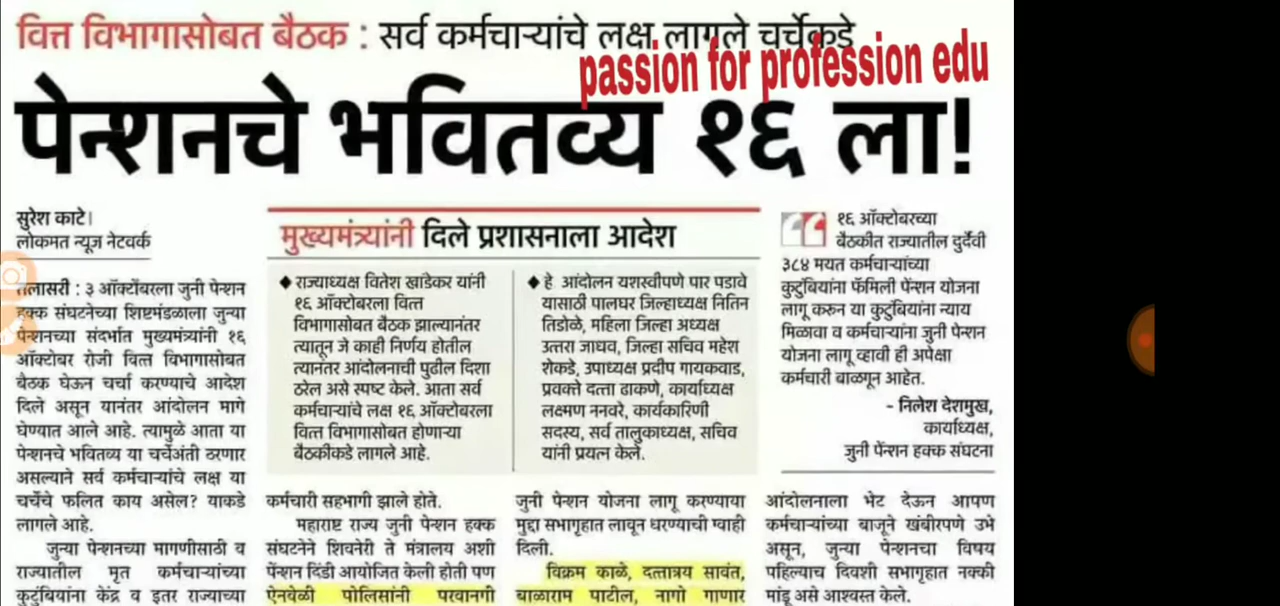 वित्त विभागासोबत बैठक : सर्व कर्मचाऱ्यांचे लक्ष लागले चर्चेकडे
passion for profession edu
पेन्शनचे भवितव्य १६ ला!
सुरेश काटे।
लोकमत न्यूज नेटवर्क
तलासरी : ३ ऑक्टोंबरला जुनी पेन्शन
हक्क संघटनेच्या शिष्टमंडळाला जुन्या
पेन्शनच्या संदर्भात मुख्यमंत्र्यांनी १६
ऑक्टोबर रोजी वित्त विभागासोबत
बैठक घेऊन चर्चा करण्याचे आदेश
दिले असून यानंतर आंदोलन मागे
घेण्यात आले आहे. त्यामुळे आता या
पेन्शनचे भवितव्य या चर्चेअंती ठरणार
असल्याने सर्व कर्मचाऱ्यांचे लक्ष या
चर्चेचे फलित काय असेल? याकडे
लागले आहे.
जुन्या पेन्शनच्या मागणीसाठी व
राज्यातील मृत कर्मचाऱ्यांच्या
कुटुंबियांना केंद्र व इतर राज्याच्या
मुख्यमंत्र्यांनी दिले प्रशासनाला आदेश
◆ राज्याध्यक्ष वितेश खांडेकर यांनी
१६ ऑक्टोबरला वित्त
विभागासोबत बैठक झाल्यानंतर
त्यातून जे काही निर्णय होतील
त्यानंतर आंदोलनाची पुढील दिशा
ठरेल असे स्पष्ट केले. आता सर्व
कर्मचाऱ्यांचे लक्ष १६ ऑक्टोबरला
वित्त विभागासोबत होणाऱ्या
बैठकीकडे लागले आहे.
◆ हे आंदोलन यशस्वीपणे पार पडावे
यासाठी पालघर जिल्हाध्यक्ष नितिन
तिडोळे, महिला जिल्हा अध्यक्ष
उत्तरा जाधव, जिल्हा सचिव महेश
शेकडे, उपाध्यक्ष प्रदीप गायकवाड,
प्रवक्ते दत्ता ढाकणे, कार्याध्यक्ष
लक्ष्मण ननवरे, कार्यकारिणी
सदस्य, सर्व तालुकाध्यक्ष, सचिव
यांनी प्रयत्न केले.
१६ ऑक्टोबरच्या
बैठकीत राज्यातील दुर्दैवी
३८४ मयत कर्मचाऱ्यांच्या
कुटुंबियांना फॅमिली पेंन्शन योजना
लागू करून या कुटुंबियांना न्याय
मिळावा व कर्मचाऱ्यांना जुनी पेन्शन
योजना लागू व्हावी ही अपेक्षा
कर्मचारी बाळगून आहेत.
- निलेश देशमुख,
कार्याध्यक्ष,
जुनी पेंन्शन हक्क संघटना
कर्मचारी सहभागी झाले होते.
महाराष्ट राज्य जुनी पेन्शन हक्क
संघटनेने शिवनेरी ते मंत्रालय अशी
पेंन्शन दिंडी आयोजित केली होती पण
ऐनवेळी पोलिसांनी परवानगी
जुनी पेन्शन योजना लागू करण्याया
मुद्दा सभागृहात लावून धरण्याची ग्वाही
दिली.
विक्रम काळे, दत्तात्रय सावंत,
बाळाराम पाटील, नागो गाणार
आंदोलनाला भेट देऊन आपण
कर्मचाऱ्यांच्या बाजूने खंबीरपणे उभे
असून, जुन्या पेंन्शनचा विषय
पहिल्याच दिवशी सभागृहात नक्की
मांडू असे आश्वस्त केले.